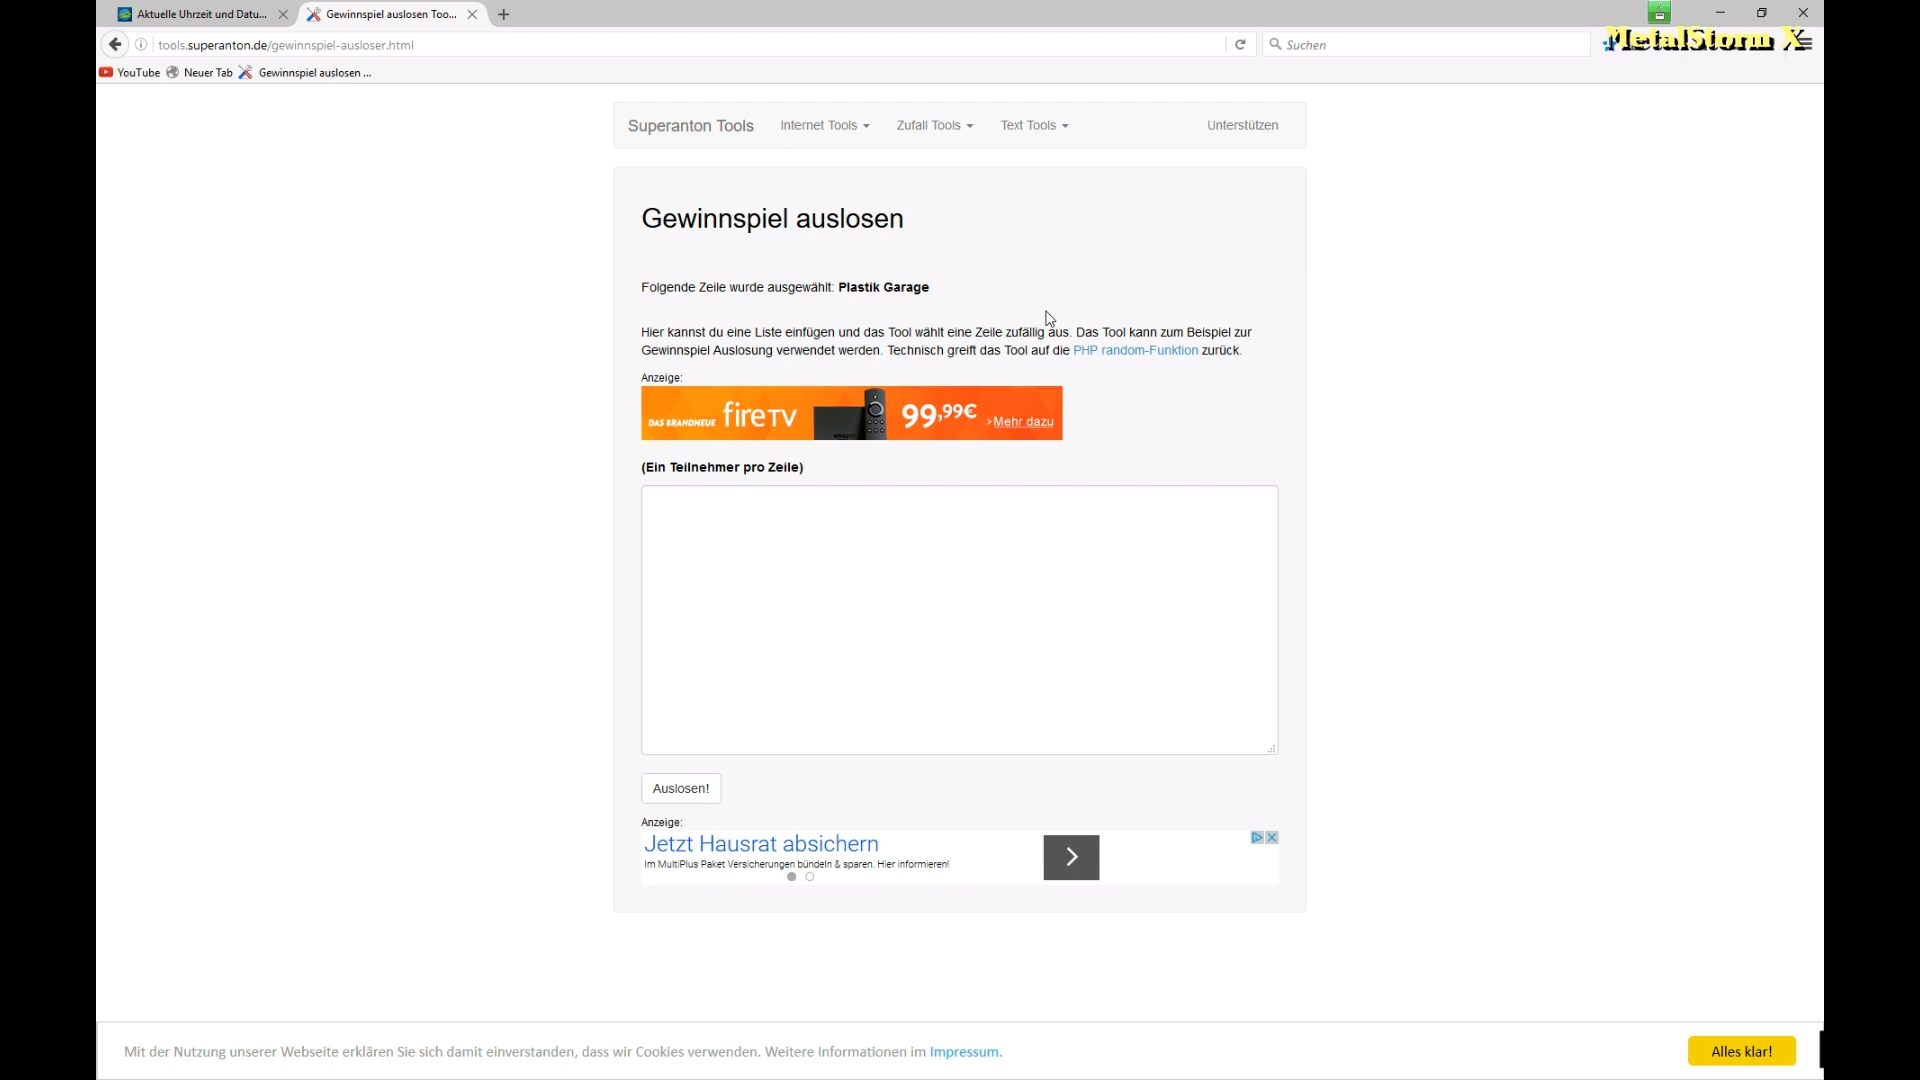 Aktuelle Uhrzeit und Datu...
Gewinnspiel auslosen Too...
tools.superanton.de/gewinnspiel-ausloser.html
Suchen
MetalStorm X
YouTube
Neuer Tab
Gewinnspiel auslosen ...
Superanton Tools
Internet Tools
Zufall Tools
Text Tools
Unterstützen
Gewinnspiel auslosen
Folgende Zeile wurde ausgewählt: Plastik Garage
Hier kannst du eine Liste einfügen und das Tool wählt eine Zeile zufällig aus. Das Tool kann zum Beispiel zur
Gewinnspiel Auslosung verwendet werden. Technisch greift das Tool auf die PHP random-Funktion zurück.
Anzeige:
DAS BRANDNEUE fireTV 99,99€ › Mehr dazu
(Ein Teilnehmer pro Zeile)
Auslosen!
Anzeige:
Jetzt Hausrat absichern
Im MultiPlus Paket Versicherungen bündeln & sparen. Hier informieren!
Mit der Nutzung unserer Webseite erklären Sie sich damit einverstanden, dass wir Cookies verwenden. Weitere Informationen im Impressum.
Alles klar!